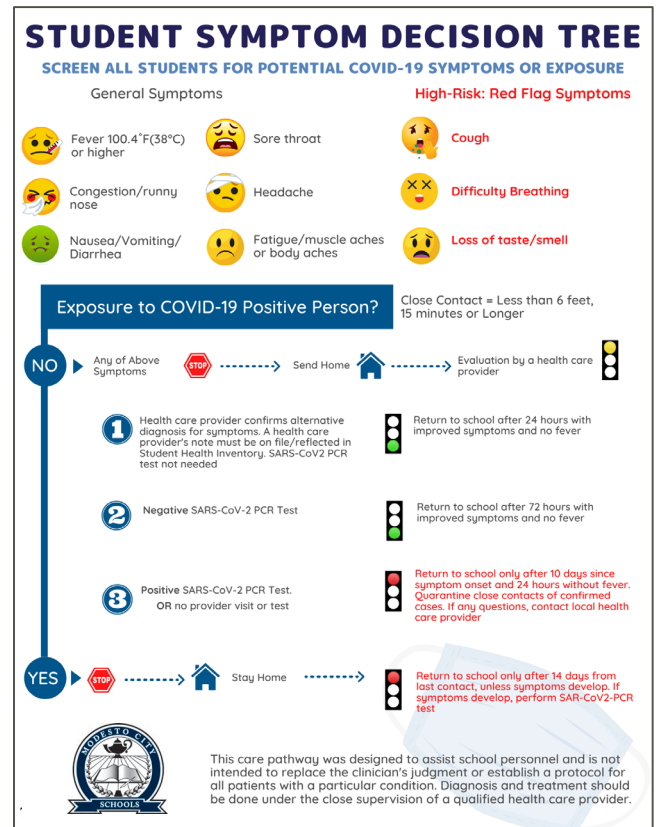 STUDENT SYMPTOM DECISION TREE
SCREEN ALL STUDENTS FOR POTENTIAL COVID-19 SYMPTOMS OR EXPOSURE
General Symptoms
High-Risk: Red Flag Symptoms
Fever 100.4°F(38°C)
or higher
Sore throat
Cough
Congestion/runny
nose
Headache
Difficulty Breathing
Nausea/Vomiting/
Diarrhea
Fatigue/muscle aches
or body aches
Loss of taste/smell
Exposure to COVID-19 Positive Person?
Close Contact = Less than 6 feet,
15 minutes or Longer
NO
Any of Above
Symptoms
STOP
Send Home
Evaluation by a health care
provider
1
Health care provider confirms alternative
diagnosis for symptoms. A health care
provider's note must be on file/reflected in
Student Health Inventory. SARS-CoV2 PCR
test not needed
Return to school after 24 hours with
improved symptoms and no fever
2
Negative SARS-CoV-2 PCR Test
Return to school after 72 hours with
improved symptoms and no fever
3
Positive SARS-CoV-2 PCR Test.
OR no provider visit or test
Return to school only after 10 days since
symptom onset and 24 hours without fever.
Quarantine close contacts of confirmed
cases. If any questions, contact local health
care provider
YES
STOP
Stay Home
Return to school only after 14 days from
last contact, unless symptoms develop. If
symptoms develop, perform SAR-CoV2-PCR
test
MODESTO CITY
SCHOOLS
This care pathway was designed to assist school personnel and is not
intended to replace the clinician's judgment or establish a protocol for
all patients with a particular condition. Diagnosis and treatment should
be done under the close supervision of a qualified health care provider.
,